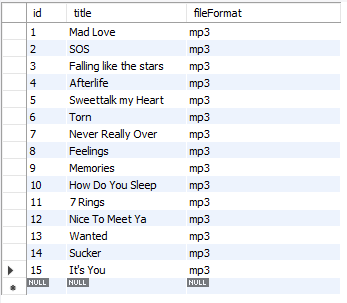 id title fileFormat
1 Mad Love mp3
2 SOS mp3
3 Falling like the stars mp3
4 Afterlife mp3
5 Sweettalk my Heart mp3
6 Torn mp3
7 Never Really Over mp3
8 Feelings mp3
9 Memories mp3
10 How Do You Sleep mp3
11 7 Rings mp3
12 Nice To Meet Ya mp3
13 Wanted mp3
14 Sucker mp3
15 It's You mp3
NULL NULL NULL